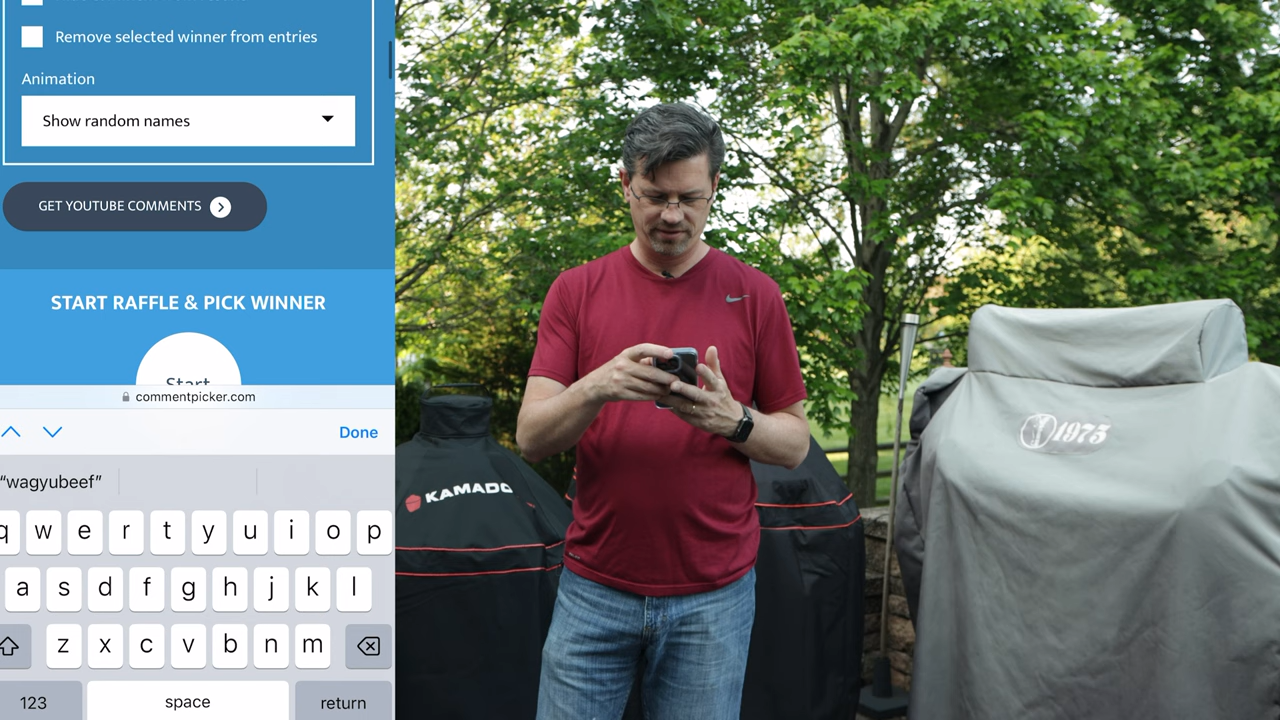 Remove selected winner from entries
Animation
Show random names
GET YOUTUBE COMMENTS
START RAFFLE & PICK WINNER
Start
commentpicker.com
Done
“wagyubeef”
q w e r t y u i o p
a s d f g h j k l
z x c v b n m
123 space return
KAMADO
1975